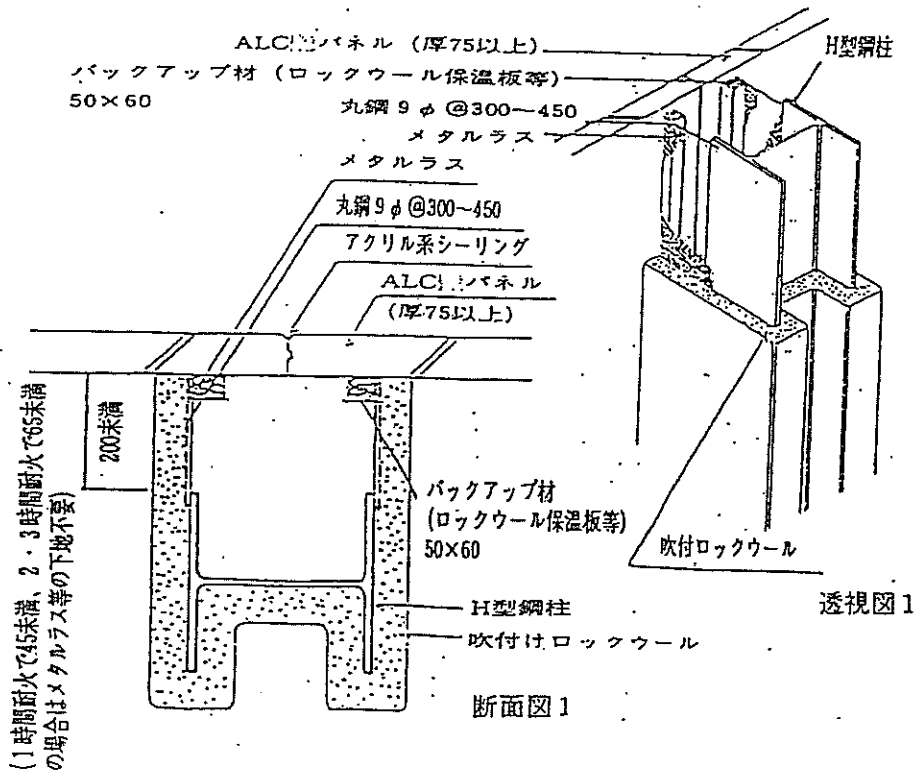 ALC パネル (厚75以上)
バックアップ材 (ロックウール保温板等)
50×60
丸鋼9φ@300~450
メタルラス
H型鋼柱
メタルラス
丸鋼9φ@300~450
アクリル系シーリング
ALC パネル
(厚75以上)
200未満
(1時間耐火で45未満、2・3時間耐火で65未満
の場合はメタルラス等の下地不要)
バックアップ材
(ロックウール保温板等)
50×60
H型鋼柱
吹付けロックウール
断面図1
吹付ロックウール
透視図1